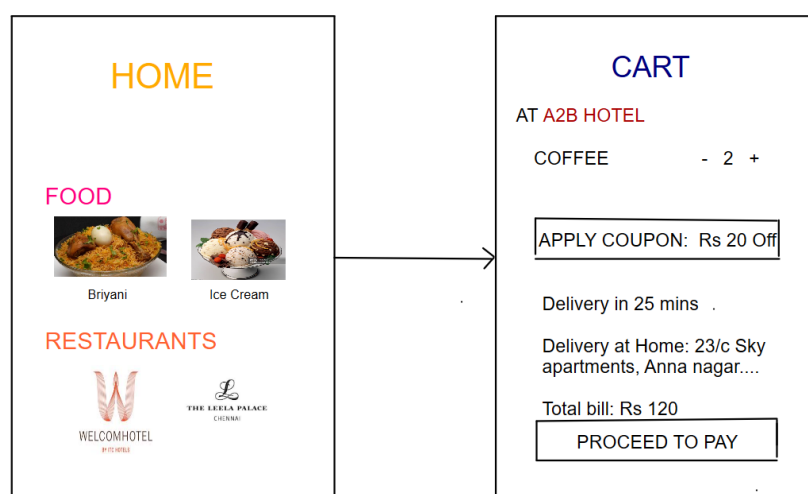 HOME
FOOD
Briyani
Ice Cream
RESTAURANTS
WELCOMHOTEL
BY ITC HOTELS
L
THE LEELA PALACE
CHENNAI
CART
AT A2B HOTEL
COFFEE - 2 +
APPLY COUPON: Rs 20 Off
Delivery in 25 mins .
Delivery at Home: 23/c Sky
apartments, Anna nagar....
Total bill: Rs 120
PROCEED TO PAY